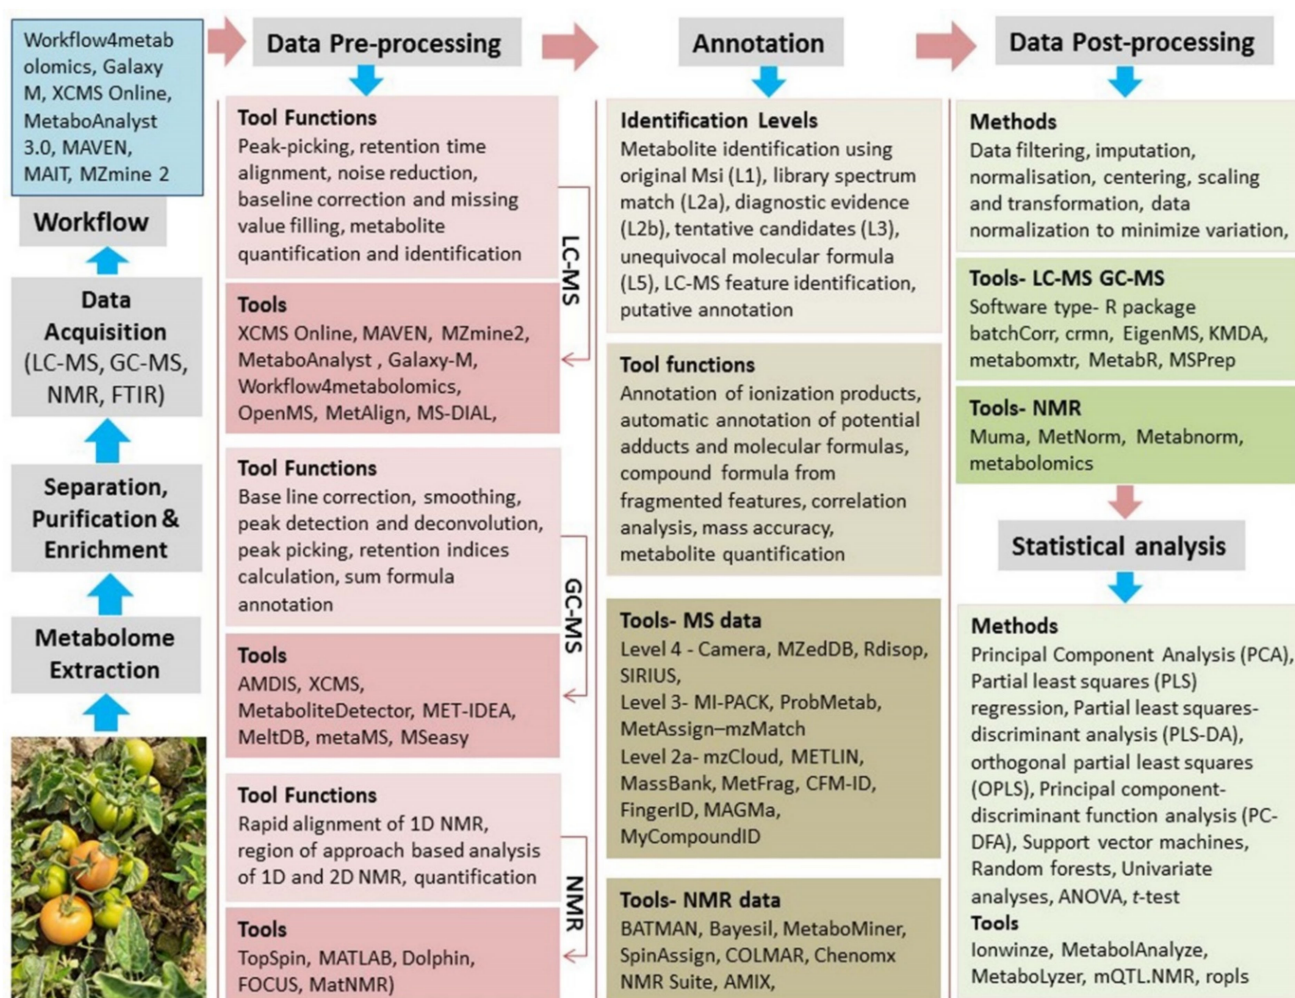 Workflow4metab
olomics, Galaxy
M, XCMS Online,
MetaboAnalyst
3.0, MAVEN,
MAIT, MZmine 2
Workflow
Data
Acquisition
(LC-MS, GC-MS,
NMR, FTIR)
Separation,
Purification &
Enrichment
Metabolome
Extraction
Data Pre-processing
Tool Functions
Peak-picking, retention time
alignment, noise reduction,
baseline correction and missing
value filling, metabolite
quantification and identification
Tools
XCMS Online, MAVEN, MZmine2,
MetaboAnalyst , Galaxy-M,
Workflow4metabolomics,
OpenMS, MetAlign, MS-DIAL,
LC-MS
Tool Functions
Base line correction, smoothing,
peak detection and deconvolution,
peak picking, retention indices
calculation, sum formula
annotation
Tools
AMDIS, XCMS,
MetaboliteDetector, MET-IDEA,
MeltDB, metaMS, MSeasy
GC-MS
Tool Functions
Rapid alignment of 1D NMR,
region of approach based analysis
of 1D and 2D NMR, quantification
Tools
TopSpin, MATLAB, Dolphin,
FOCUS, MatNMR)
NMR
Annotation
Identification Levels
Metabolite identification using
original Msi (L1), library spectrum
match (L2a), diagnostic evidence
(L2b), tentative candidates (L3),
unequivocal molecular formula
(L5), LC-MS feature identification,
putative annotation
Tool functions
Annotation of ionization products,
automatic annotation of potential
adducts and molecular formulas,
compound formula from
fragmented features, correlation
analysis, mass accuracy,
metabolite quantification
Tools- MS data
Level 4 - Camera, MZedDB, Rdisop,
SIRIUS,
Level 3- MI-PACK, ProbMetab,
MetAssign–mzMatch
Level 2a- mzCloud, METLIN,
MassBank, MetFrag, CFM-ID,
FingerID, MAGMa,
MyCompoundID
Tools- NMR data
BATMAN, Bayesil, MetaboMiner,
SpinAssign, COLMAR, Chenomx
NMR Suite, AMIX,
Data Post-processing
Methods
Data filtering, imputation,
normalisation, centering, scaling
and transformation, data
normalization to minimize variation,
Tools- LC-MS GC-MS
Software type- R package
batchCorr, crmn, EigenMS, KMDA,
metabomxtr, MetabR, MSPrep
Tools- NMR
Muma, MetNorm, Metabnorm,
metabolomics
Statistical analysis
Methods
Principal Component Analysis (PCA),
Partial least squares (PLS)
regression, Partial least squares-
discriminant analysis (PLS-DA),
orthogonal partial least squares
(OPLS), Principal component-
discriminant function analysis (PC-
DFA), Support vector machines,
Random forests, Univariate
analyses, ANOVA, t-test
Tools
Ionwinze, MetabolAnalyze,
MetaboLyzer, mQTL.NMR, ropls